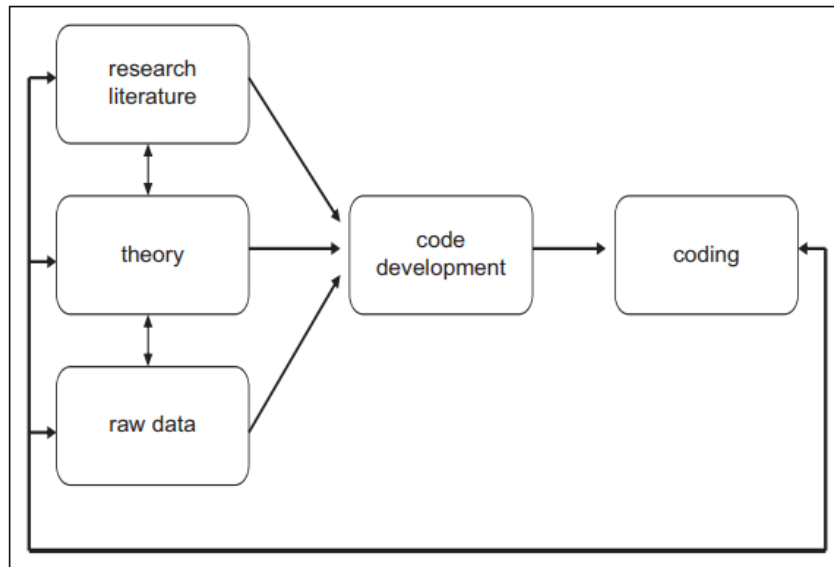 research
literature
theory
code
development
coding
raw data